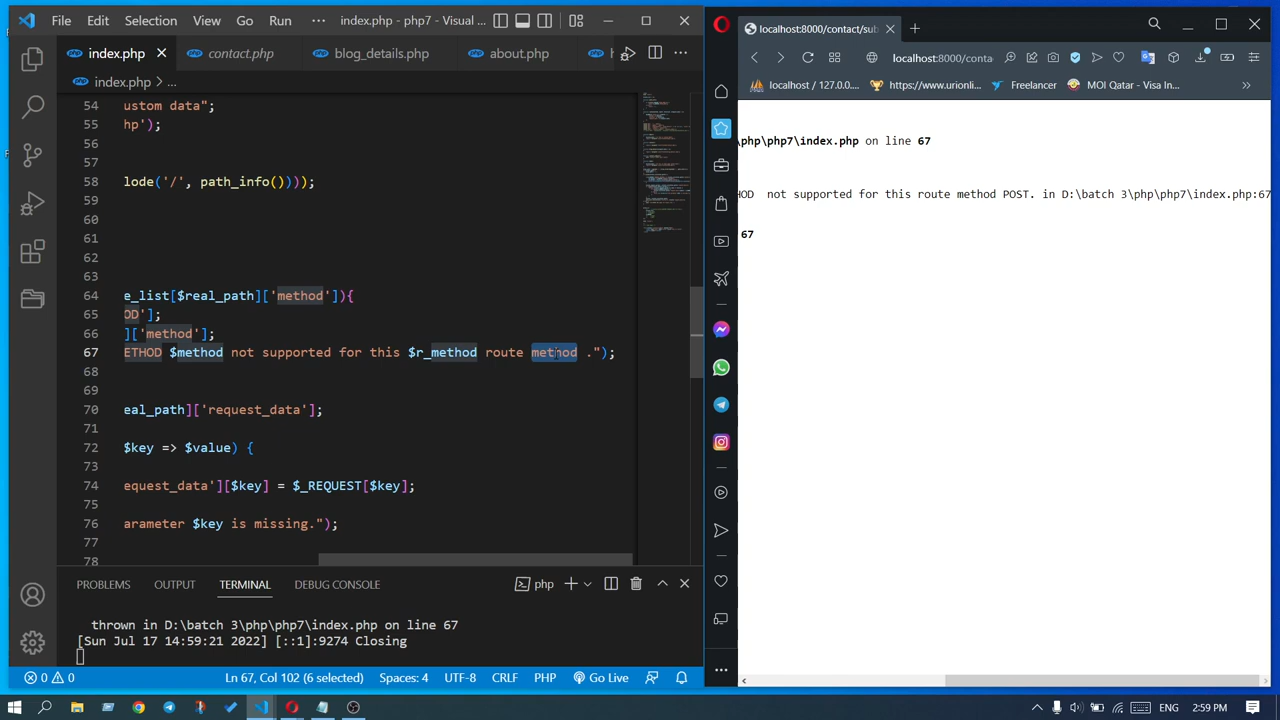 File Edit Selection View Go Run ··· index.php - php7 - Visual ...
index.php contact.php blog_details.php about.php
index.php > ...
54 ustom data";
55 hp');
56
57
58 lode('/', path_info()));
59
60
61
62
63
64 e_list[$real_path]['method']){
65 OD'];
66 ]['method'];
67 ETHOD $method not supported for this $r_method route method .");
68
69
70 eal_path]['request_data'];
71
72 $key => $value) {
73
74 equest_data'][$key] = $_REQUEST[$key];
75
76 arameter $key is missing.");
77
78
PROBLEMS OUTPUT TERMINAL DEBUG CONSOLE php
thrown in D:\batch 3\php\php7\index.php on line 67
[Sun Jul 17 14:59:21 2022] [::1]:9274 Closing
0 0 Ln 67, Col 102 (6 selected) Spaces: 4 UTF-8 CRLF PHP Go Live
localhost:8000/contact/sub
localhost:8000/conta
localhost / 127.0.0.... https://www.urionli... Freelancer MOI Qatar - Visa In...
\php\php7\index.php on line 67
HOD not supported for this route method POST. in D:\batch 3\php\php7\index.php:67
67
ENG 2:59 PM